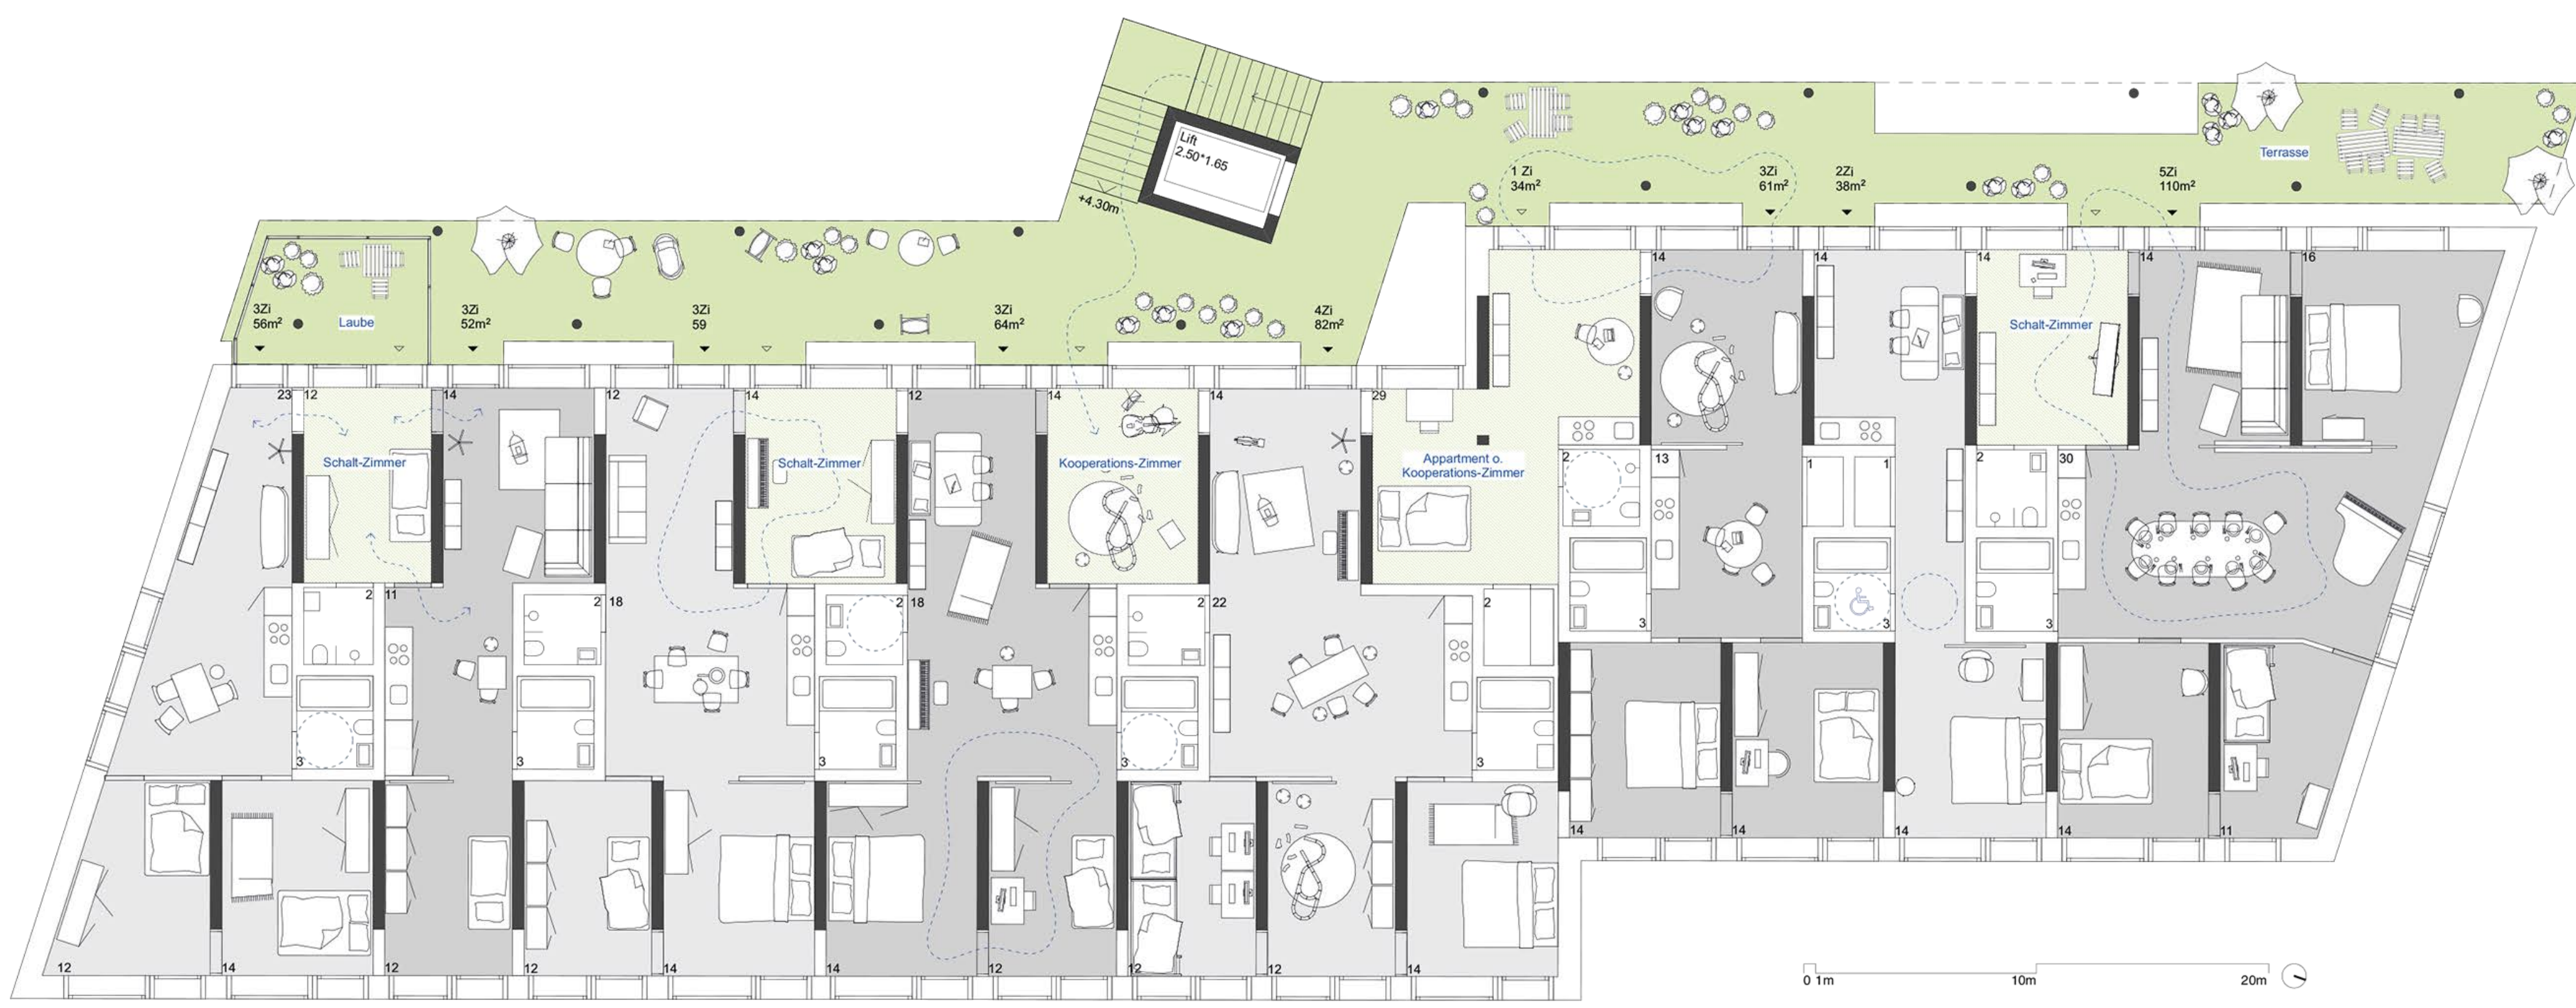 Lift
2.50*1.65
+4.30m
1 Zi
34m²
3Zi
61m²
2Zi
38m²
5Zi
110m²
Terrasse
3Zi
56m²
Laube
3Zi
52m²
3Zi
59
3Zi
64m²
4Zi
82m²
14
14
14
Schalt-Zimmer
14
16
23
12
Schalt-Zimmer
14
12
14
Schalt-Zimmer
12
14
Kooperations-Zimmer
14
29
Appartment o.
Kooperations-Zimmer
2
13
1
1
2
30
2
11
2
18
2
18
2
22
2
3
3
3
3
3
3
3
3
14
14
14
14
11
12
14
12
12
14
14
12
12
12
14
0 1m
10m
20m